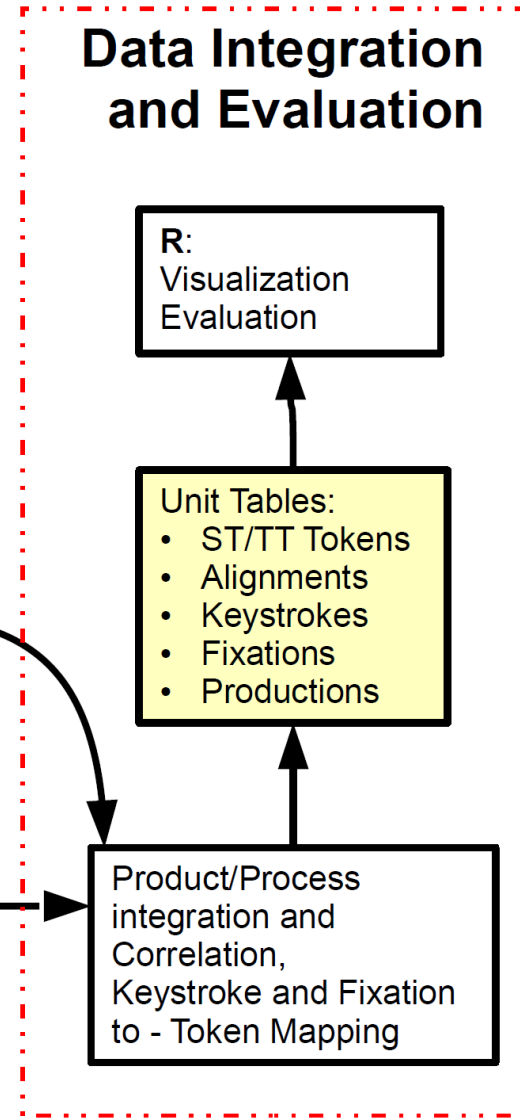 Data Integration
and Evaluation
R:
Visualization
Evaluation
Unit Tables:
• ST/TT Tokens
• Alignments
• Keystrokes
• Fixations
• Productions
Product/Process
integration and
Correlation,
Keystroke and Fixation
to - Token Mapping